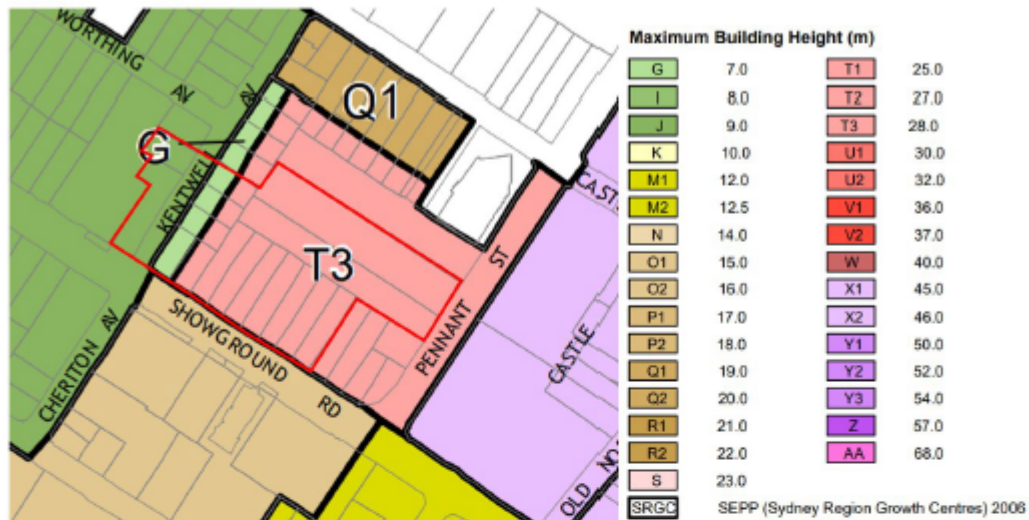 WORTHING
AV
AV
Q1
G
KENTWEL
CASTL
T3
ST
PENNANT
SHOWGROUND
RD
CHERITON AV
CASTLE
OLD NO
Maximum Building Height (m)
G 7.0
I 8.0
J 9.0
K 10.0
M1 12.0
M2 12.5
N 14.0
O1 15.0
O2 16.0
P1 17.0
P2 18.0
Q1 19.0
Q2 20.0
R1 21.0
R2 22.0
S 23.0
T1 25.0
T2 27.0
T3 28.0
U1 30.0
U2 32.0
V1 36.0
V2 37.0
W 40.0
X1 45.0
X2 46.0
Y1 50.0
Y2 52.0
Y3 54.0
Z 57.0
AA 68.0
SRGC SEPP (Sydney Region Growth Centres) 2006